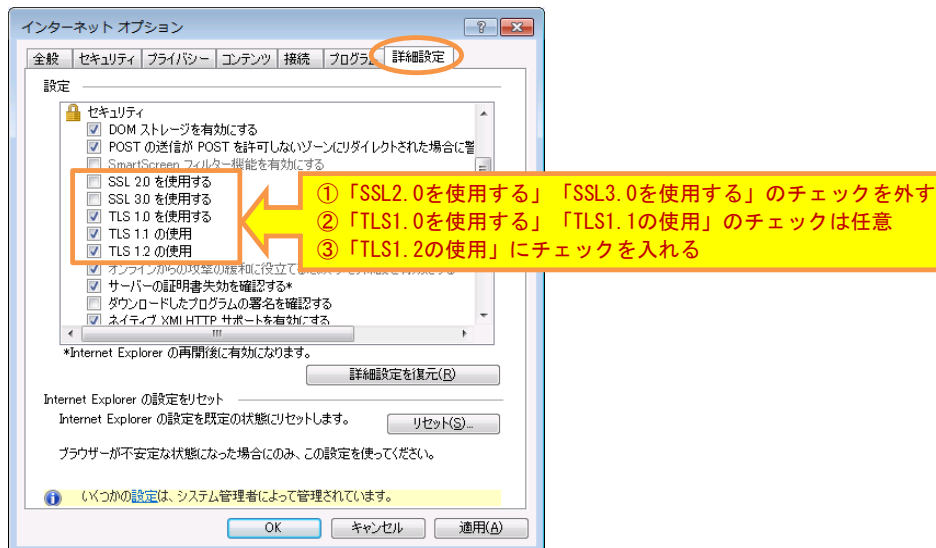 インターネット オプション
全般 セキュリティ プライバシー コンテンツ 接続 プログラム 詳細設定
設定
セキュリティ
DOM ストレージを有効にする
POST の送信が POST を許可しないゾーンにリダイレクトされた場合に警
SmartScreen フィルター機能を有効にする
SSL 2.0 を使用する
SSL 3.0 を使用する
TLS 1.0 を使用する
TLS 1.1 の使用
TLS 1.2 の使用
①「SSL2.0を使用する」「SSL3.0を使用する」のチェックを外す
②「TLS1.0を使用する」「TLS1.1の使用」のチェックは任意
③「TLS1.2の使用」にチェックを入れる
オンラインからの攻撃の緩和に役立てる
サーバーの証明書失効を確認する*
ダウンロードしたプログラムの署名を確認する
ネイティブ XMLHTTP サポートを有効にする
*Internet Explorer の再開後に有効になります。
詳細設定を復元(R)
Internet Explorer の設定をリセット
Internet Explorer の設定を既定の状態にリセットします。
リセット(S)...
ブラウザーが不安定な状態になった場合にのみ、この設定を使ってください。
いくつかの設定は、システム管理者によって管理されています。
OK キャンセル 適用(A)